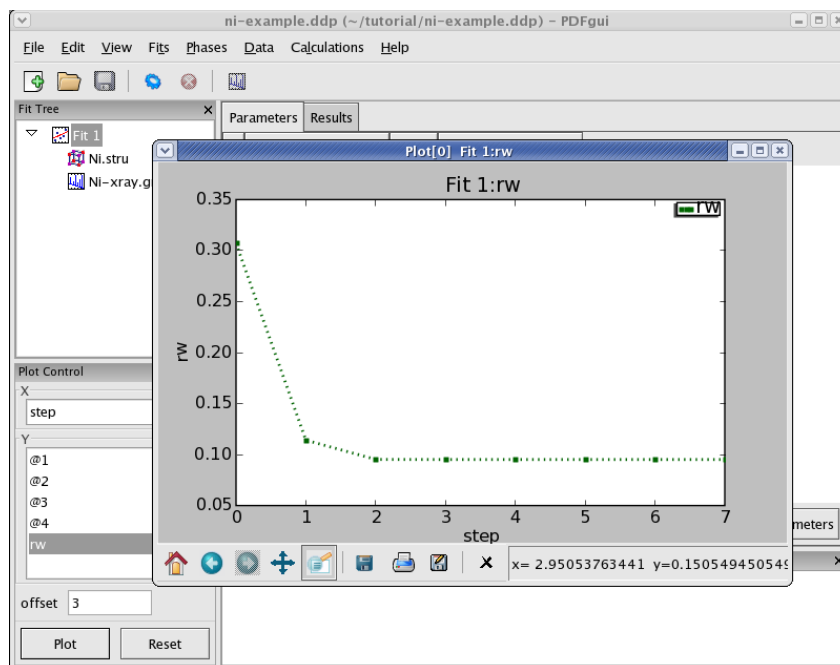 ni-example.ddp (~/tutorial/ni-example.ddp) - PDFgui
File Edit View Fits Phases Data Calculations Help
Fit Tree
Fit 1
Ni.stru
Ni-xray.g
Parameters Results
Plot[0] Fit 1:rw
Fit 1:rw
rw
0.35
0.30
0.25
0.20
0.15
0.10
0.05
rw
0 1 2 3 4 5 6 7
step
x= 2.95053763441 y=0.150549450549
Plot Control
X
step
Y
@1
@2
@3
@4
rw
offset 3
Plot Reset
meters